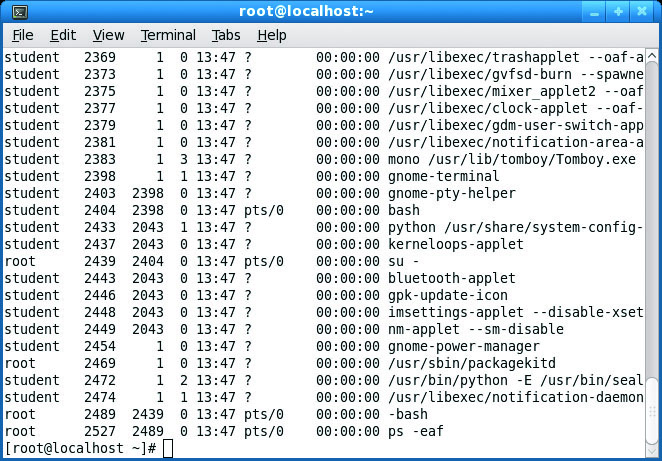 root@localhost:~
File Edit View Terminal Tabs Help
student 2369 1 0 13:47 ? 00:00:00 /usr/libexec/trashapplet --oaf-a
student 2373 1 0 13:47 ? 00:00:00 /usr/libexec/gvfsd-burn --spawne
student 2375 1 0 13:47 ? 00:00:00 /usr/libexec/mixer_applet2 --oaf
student 2377 1 0 13:47 ? 00:00:00 /usr/libexec/clock-applet --oaf-
student 2379 1 0 13:47 ? 00:00:00 /usr/libexec/gdm-user-switch-app
student 2381 1 0 13:47 ? 00:00:00 /usr/libexec/notification-area-a
student 2383 1 3 13:47 ? 00:00:00 mono /usr/lib/tomboy/Tomboy.exe
student 2398 1 1 13:47 ? 00:00:00 gnome-terminal
student 2403 2398 0 13:47 ? 00:00:00 gnome-pty-helper
student 2404 2398 0 13:47 pts/0 00:00:00 bash
student 2433 2043 1 13:47 ? 00:00:00 python /usr/share/system-config-
student 2437 2043 0 13:47 ? 00:00:00 kerneloops-applet
root 2439 2404 0 13:47 pts/0 00:00:00 su -
student 2443 2043 0 13:47 ? 00:00:00 bluetooth-applet
student 2446 2043 0 13:47 ? 00:00:00 gpk-update-icon
student 2448 2043 0 13:47 ? 00:00:00 imsettings-applet --disable-xset
student 2449 2043 0 13:47 ? 00:00:00 nm-applet --sm-disable
student 2454 1 0 13:47 ? 00:00:00 gnome-power-manager
root 2469 1 0 13:47 ? 00:00:00 /usr/sbin/packagekitd
student 2472 1 2 13:47 ? 00:00:00 /usr/bin/python -E /usr/bin/seal
student 2474 1 1 13:47 ? 00:00:00 /usr/libexec/notification-daemon
root 2489 2439 0 13:47 pts/0 00:00:00 -bash
root 2527 2489 0 13:47 pts/0 00:00:00 ps -eaf
[root@localhost ~]#